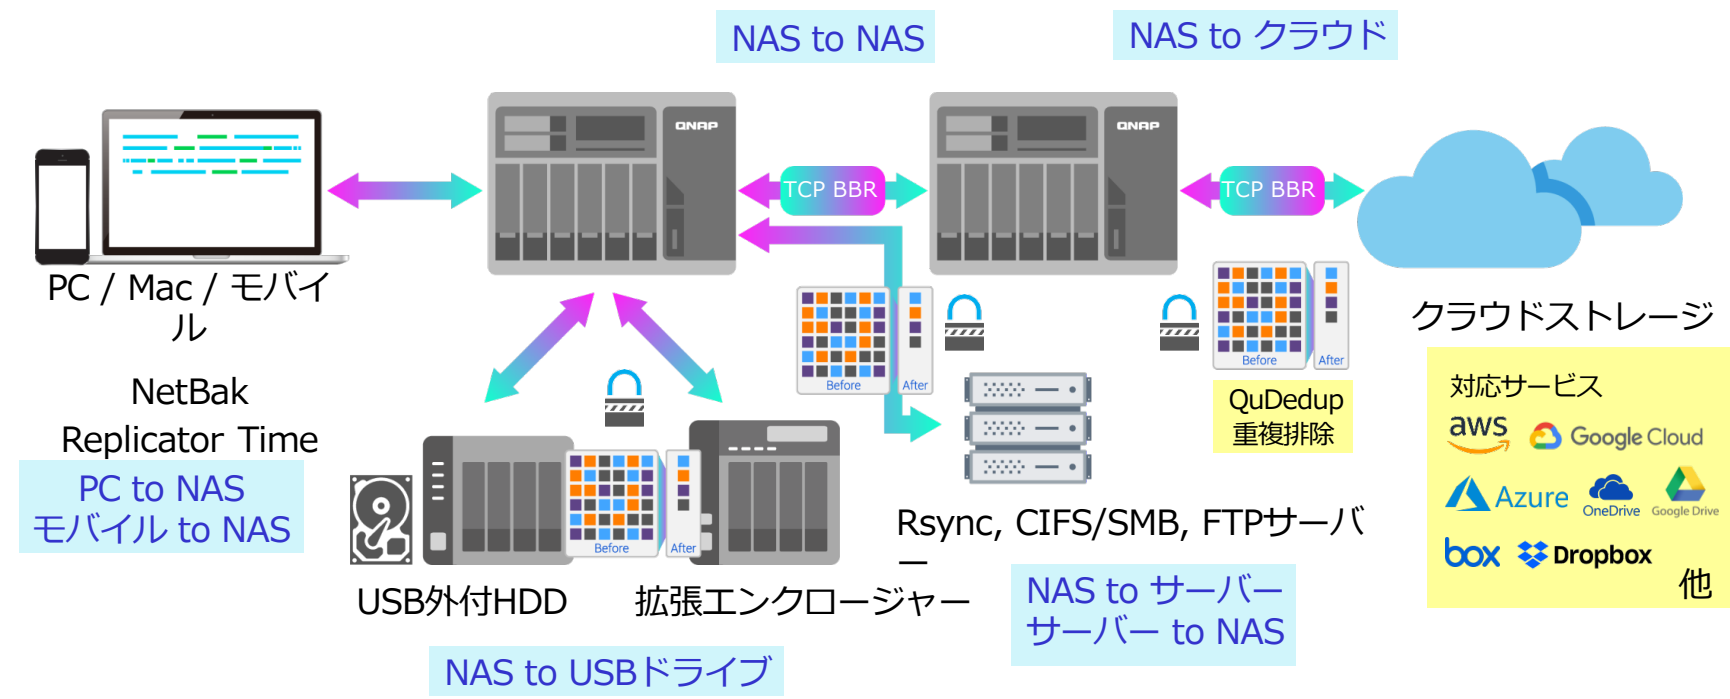 NAS to NAS
NAS to クラウド
QNAP
QNAP
TCP BBR
TCP BBR
PC / Mac / モバイ
ル
NetBak
Replicator Time
PC to NAS
モバイル to NAS
Before
After
Before
After
Before
After
QuDedup
重複排除
クラウドストレージ
対応サービス
aws
Google Cloud
Azure
OneDrive
Google Drive
box
Dropbox
他
Rsync, CIFS/SMB, FTPサーバ
ー
NAS to サーバー
サーバー to NAS
USB外付HDD
拡張エンクロージャー
NAS to USBドライブ